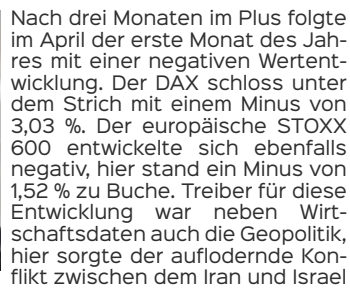 Nach drei Monaten im Plus folgte
im April der erste Monat des Jah-
res mit einer negativen Wertent-
wicklung. Der DAX schloss unter
dem Strich mit einem Minus von
3,03 %. Der europäische STOXX
600 entwickelte sich ebenfalls
negativ, hier stand ein Minus von
1,52 % zu Buche. Treiber für diese
Entwicklung war neben Wirt-
schaftsdaten auch die Geopolitik,
hier sorgte der auflodernde Kon-
flikt zwischen dem Iran und Israel